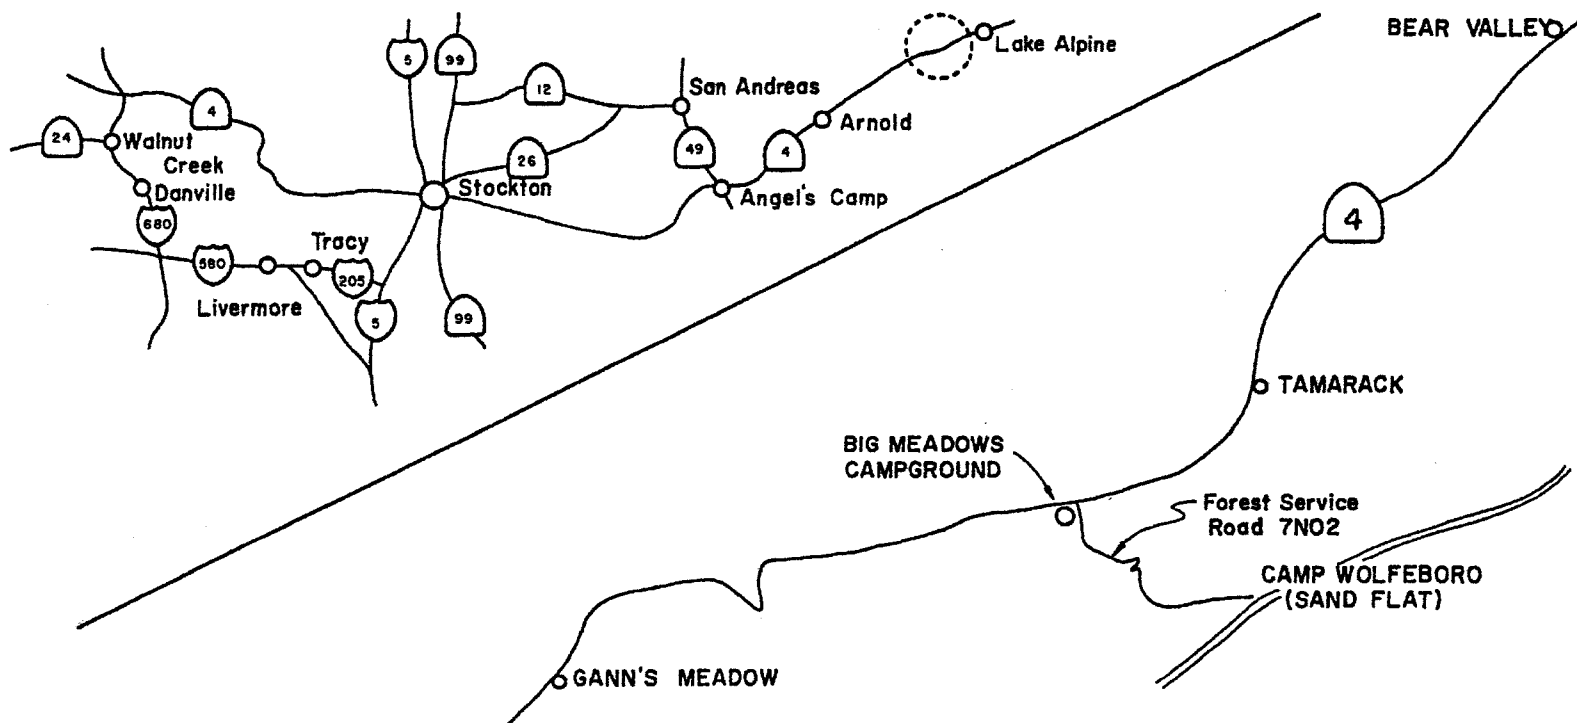 5
99
Lake Alpine
12
San Andreas
4
Arnold
24
Walnut
Creek
Danville
26
49
4
Stockton
Angel's Camp
680
Tracy
580
205
Livermore
5
99
BEAR VALLEY
4
TAMARACK
BIG MEADOWS
CAMPGROUND
Forest Service
Road 7N02
CAMP WOLFEBORO
(SAND FLAT)
GANN'S MEADOW